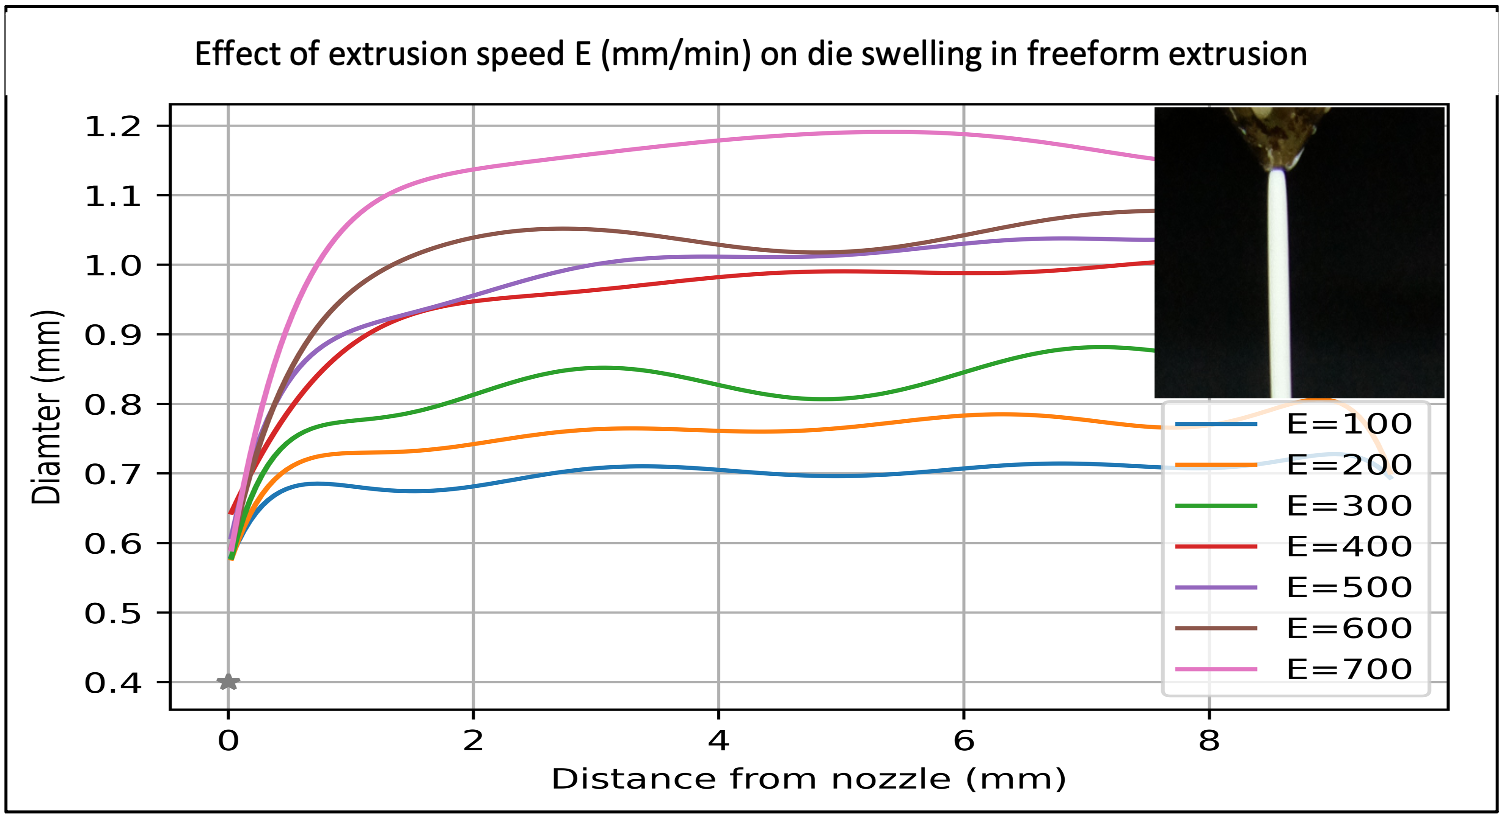 Effect of extrusion speed E (mm/min) on die swelling in freeform extrusion
1.2
1.1
1.0
0.9
0.8
0.7
0.6
0.5
0.4
Diamter (mm)
0 2 4 6 8
Distance from nozzle (mm)
E=100
E=200
E=300
E=400
E=500
E=600
E=700